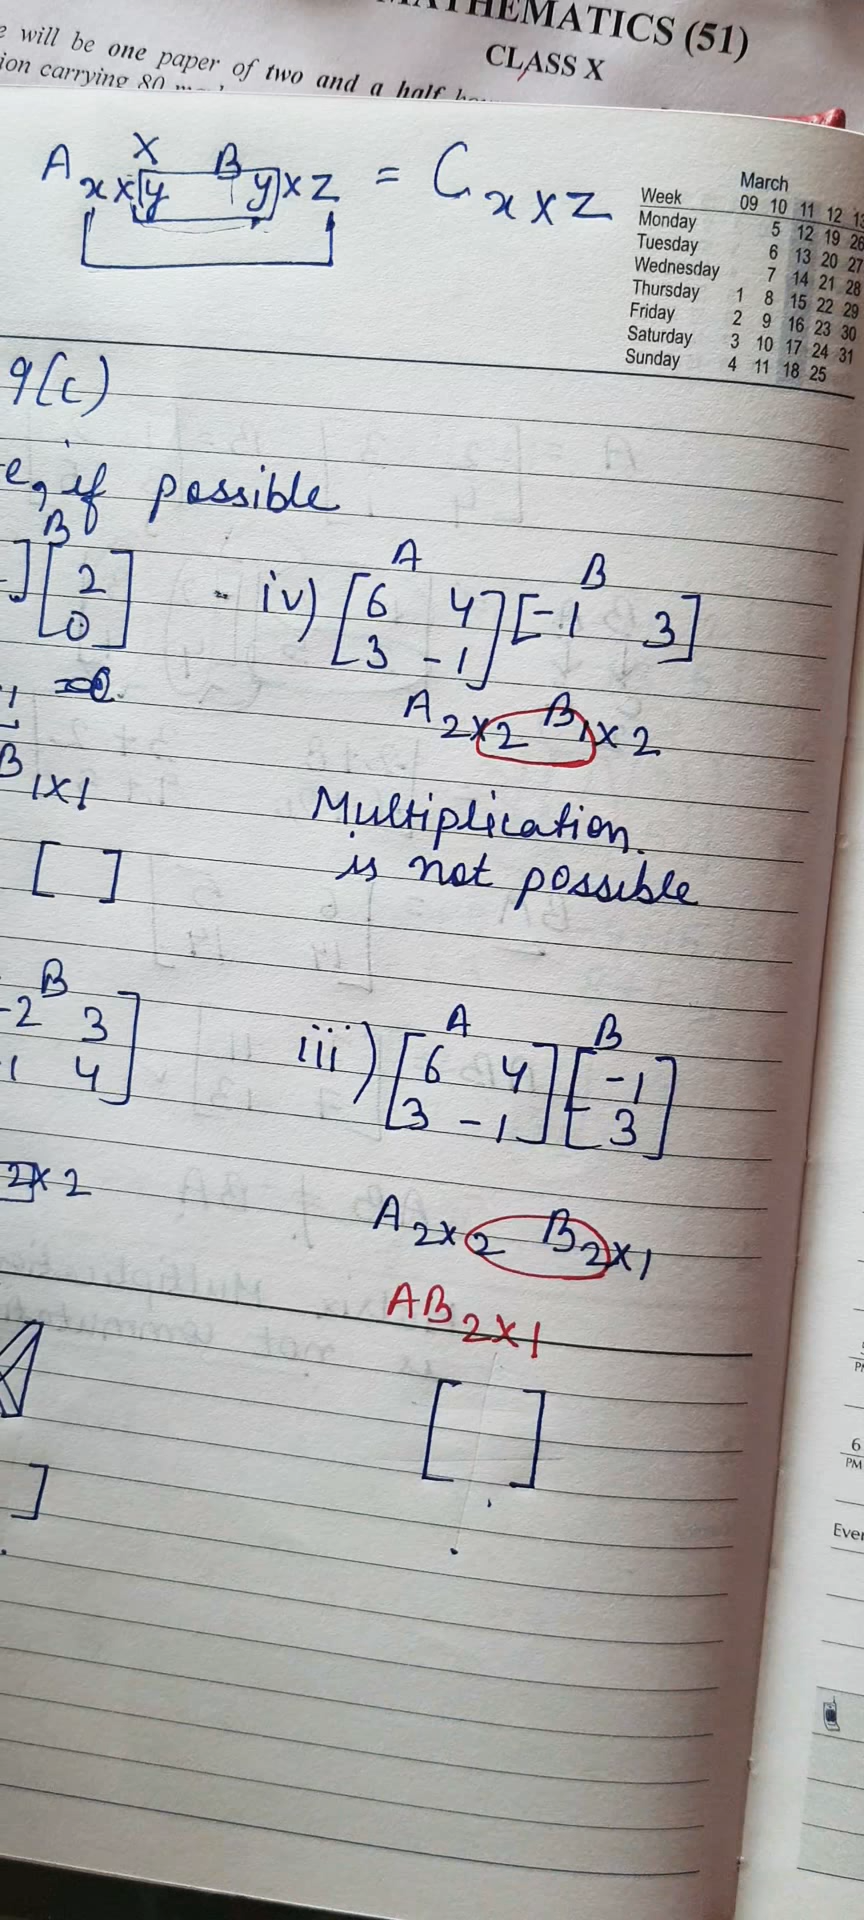 MATHEMATICS (51)
CLASS X
e will be one paper of two and a half
ion carrying 80
A x×y X B y×z = C x×z
March
Week 09 10 11 12 13
Monday 5 12 19 26
Tuesday 6 13 20 27
Wednesday 7 14 21 28
Thursday 1 8 15 22 29
Friday 2 9 16 23 30
Saturday 3 10 17 24 31
Sunday 4 11 18 25
9(c)
e, if possible
B
] [2
0]
iv) A B
[6 4
3 -1] [-1 3]
A 2×2 B 1×2
B 1×1
Multiplication
is not possible
[ ]
B
-2 3
1 4]
iii) A B
[6 4
3 -1] [-1
3]
2×2
A 2×2 B 2×1
AB 2×1
[ ]
]
6
PM
Ever